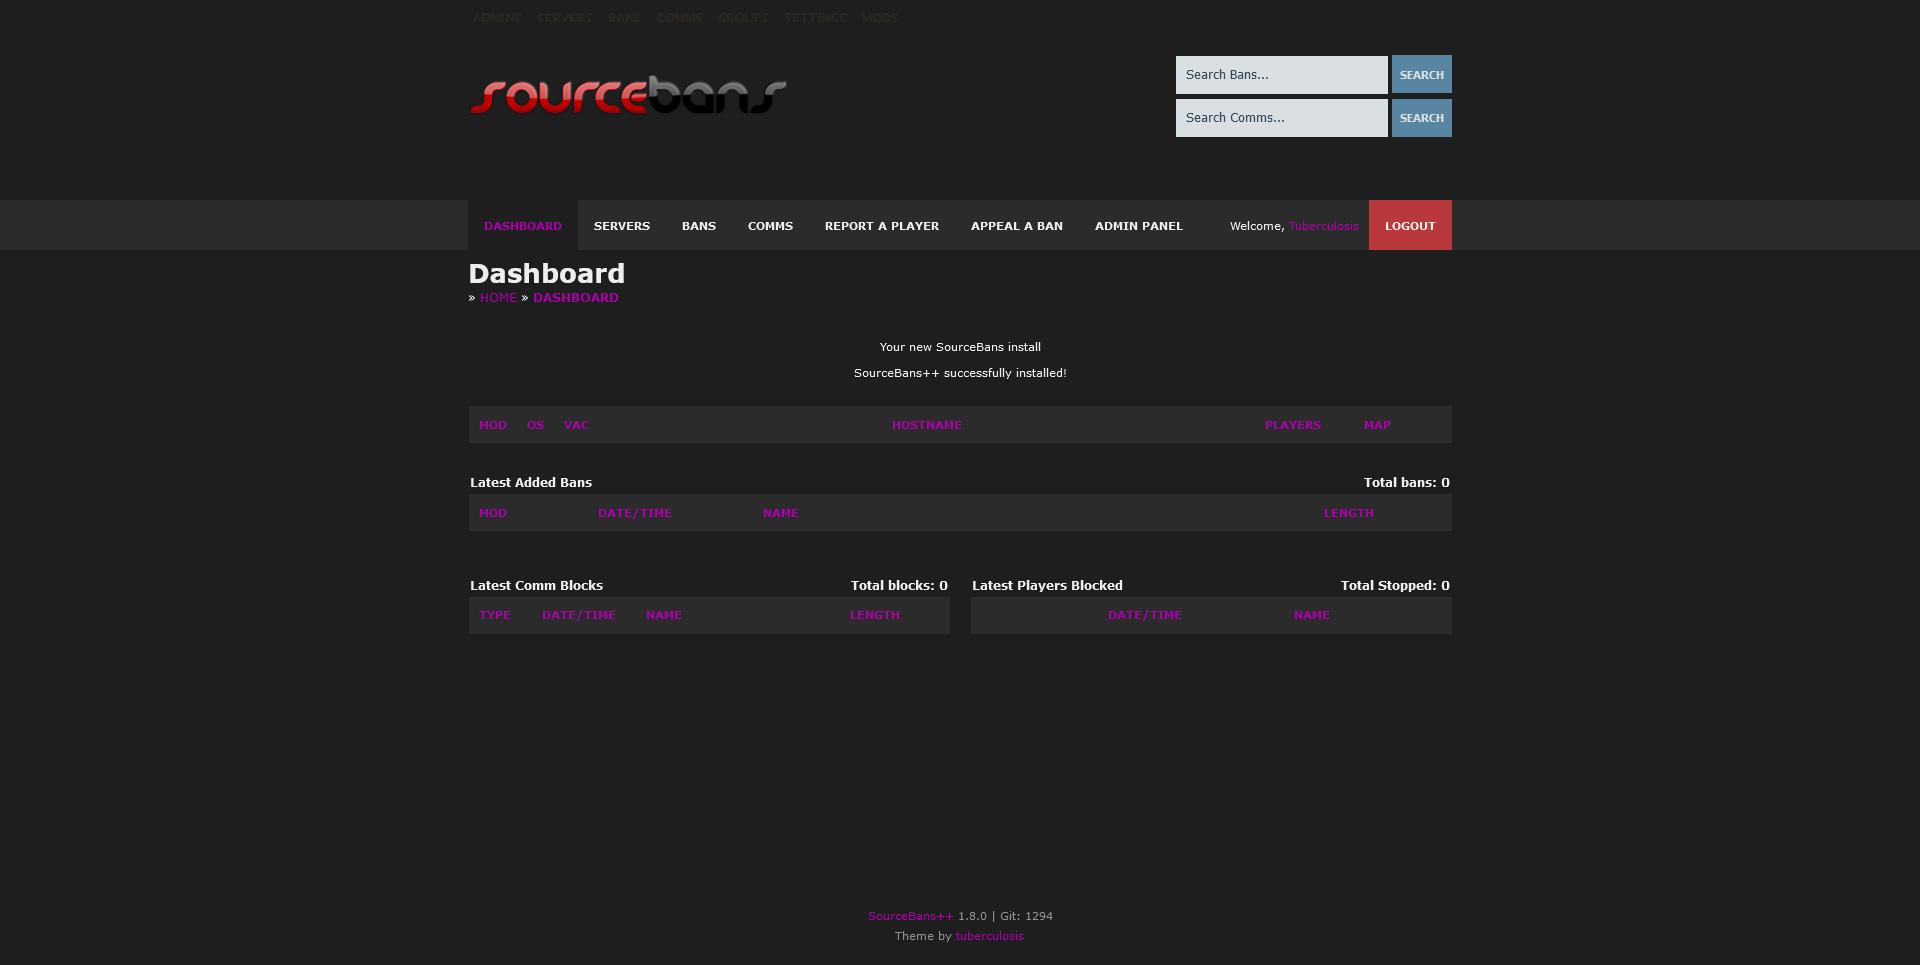 ADMINS SERVERS BANS COMMS GROUPS SETTINGS MODS
sourcebans
Search Bans... SEARCH
Search Comms... SEARCH
DASHBOARD SERVERS BANS COMMS REPORT A PLAYER APPEAL A BAN ADMIN PANEL Welcome, Tuberculosis LOGOUT
Dashboard
» HOME » DASHBOARD
Your new SourceBans install
SourceBans++ successfully installed!
MOD OS VAC HOSTNAME PLAYERS MAP
Latest Added Bans Total bans: 0
MOD DATE/TIME NAME LENGTH
Latest Comm Blocks Total blocks: 0 Latest Players Blocked Total Stopped: 0
TYPE DATE/TIME NAME LENGTH DATE/TIME NAME
SourceBans++ 1.8.0 | Git: 1294
Theme by tuberculosis